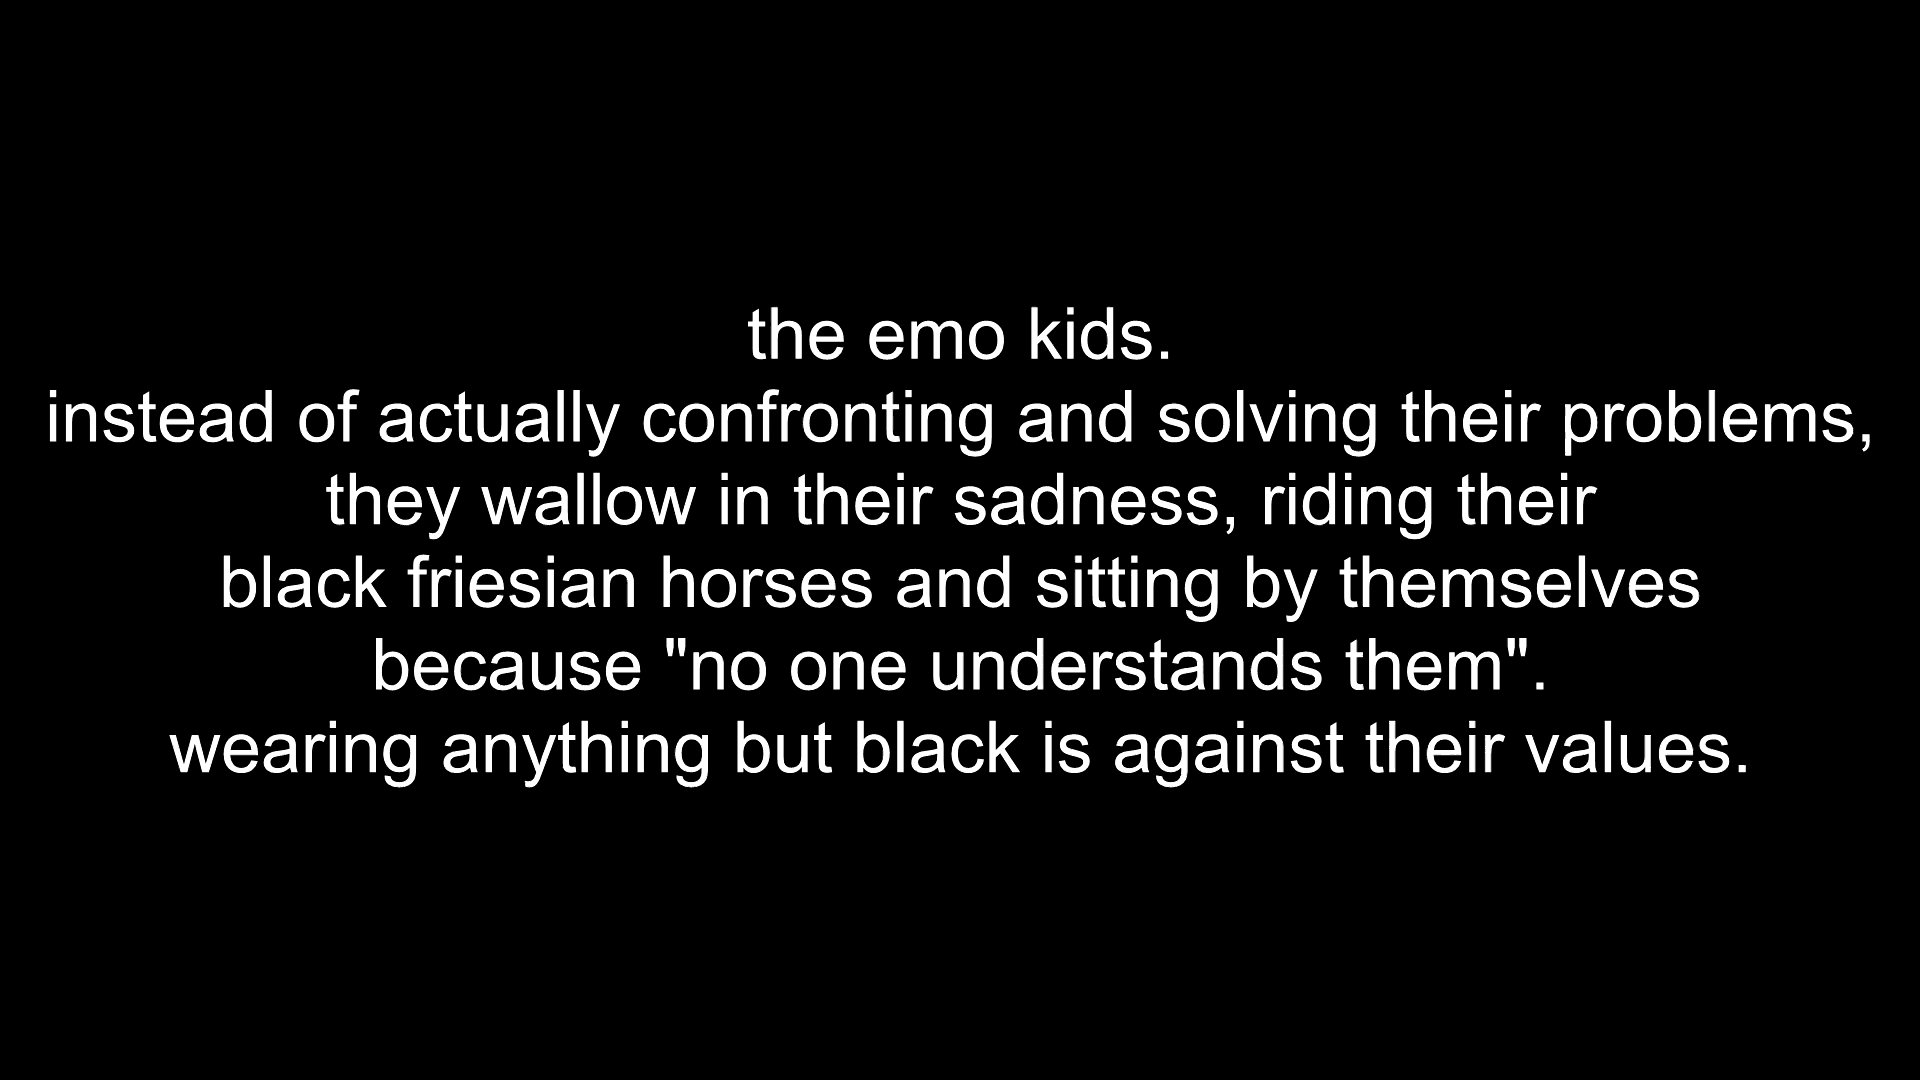 the emo kids.
instead of actually confronting and solving their problems,
they wallow in their sadness, riding their
black friesian horses and sitting by themselves
because "no one understands them".
wearing anything but black is against their values.